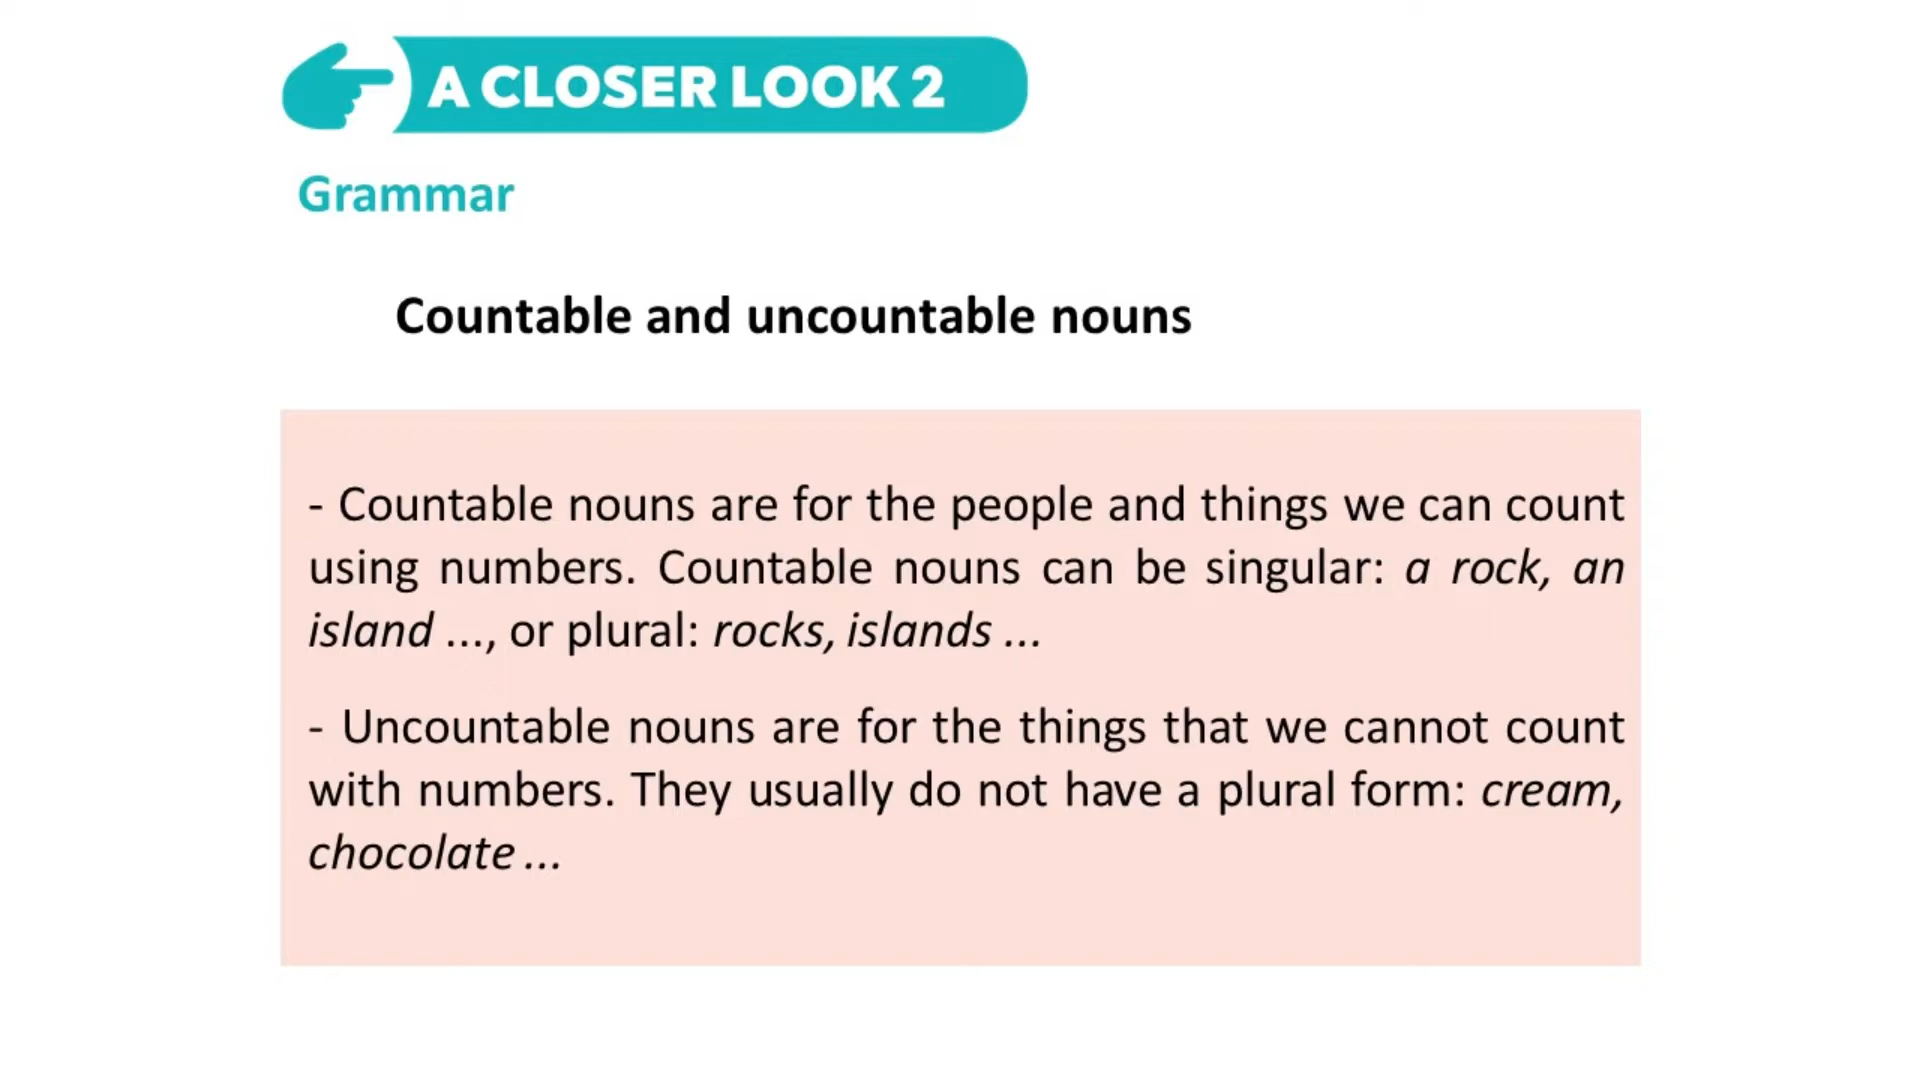 A CLOSER LOOK 2
Grammar
Countable and uncountable nouns
- Countable nouns are for the people and things we can count
using numbers. Countable nouns can be singular: a rock, an
island ..., or plural: rocks, islands ...
- Uncountable nouns are for the things that we cannot count
with numbers. They usually do not have a plural form: cream,
chocolate ...